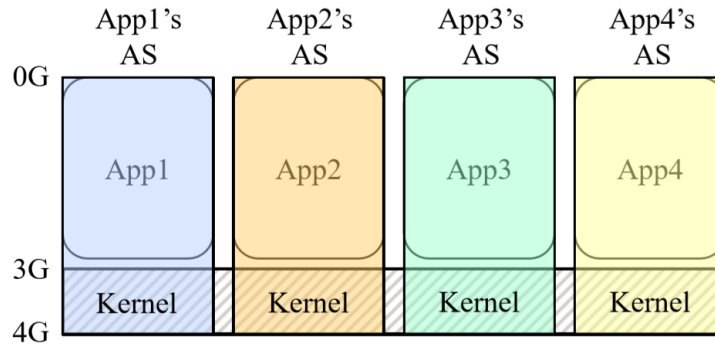 App1's App2's App3's App4's
AS AS AS AS
0G
App1 App2 App3 App4
3G
Kernel Kernel Kernel Kernel
4G